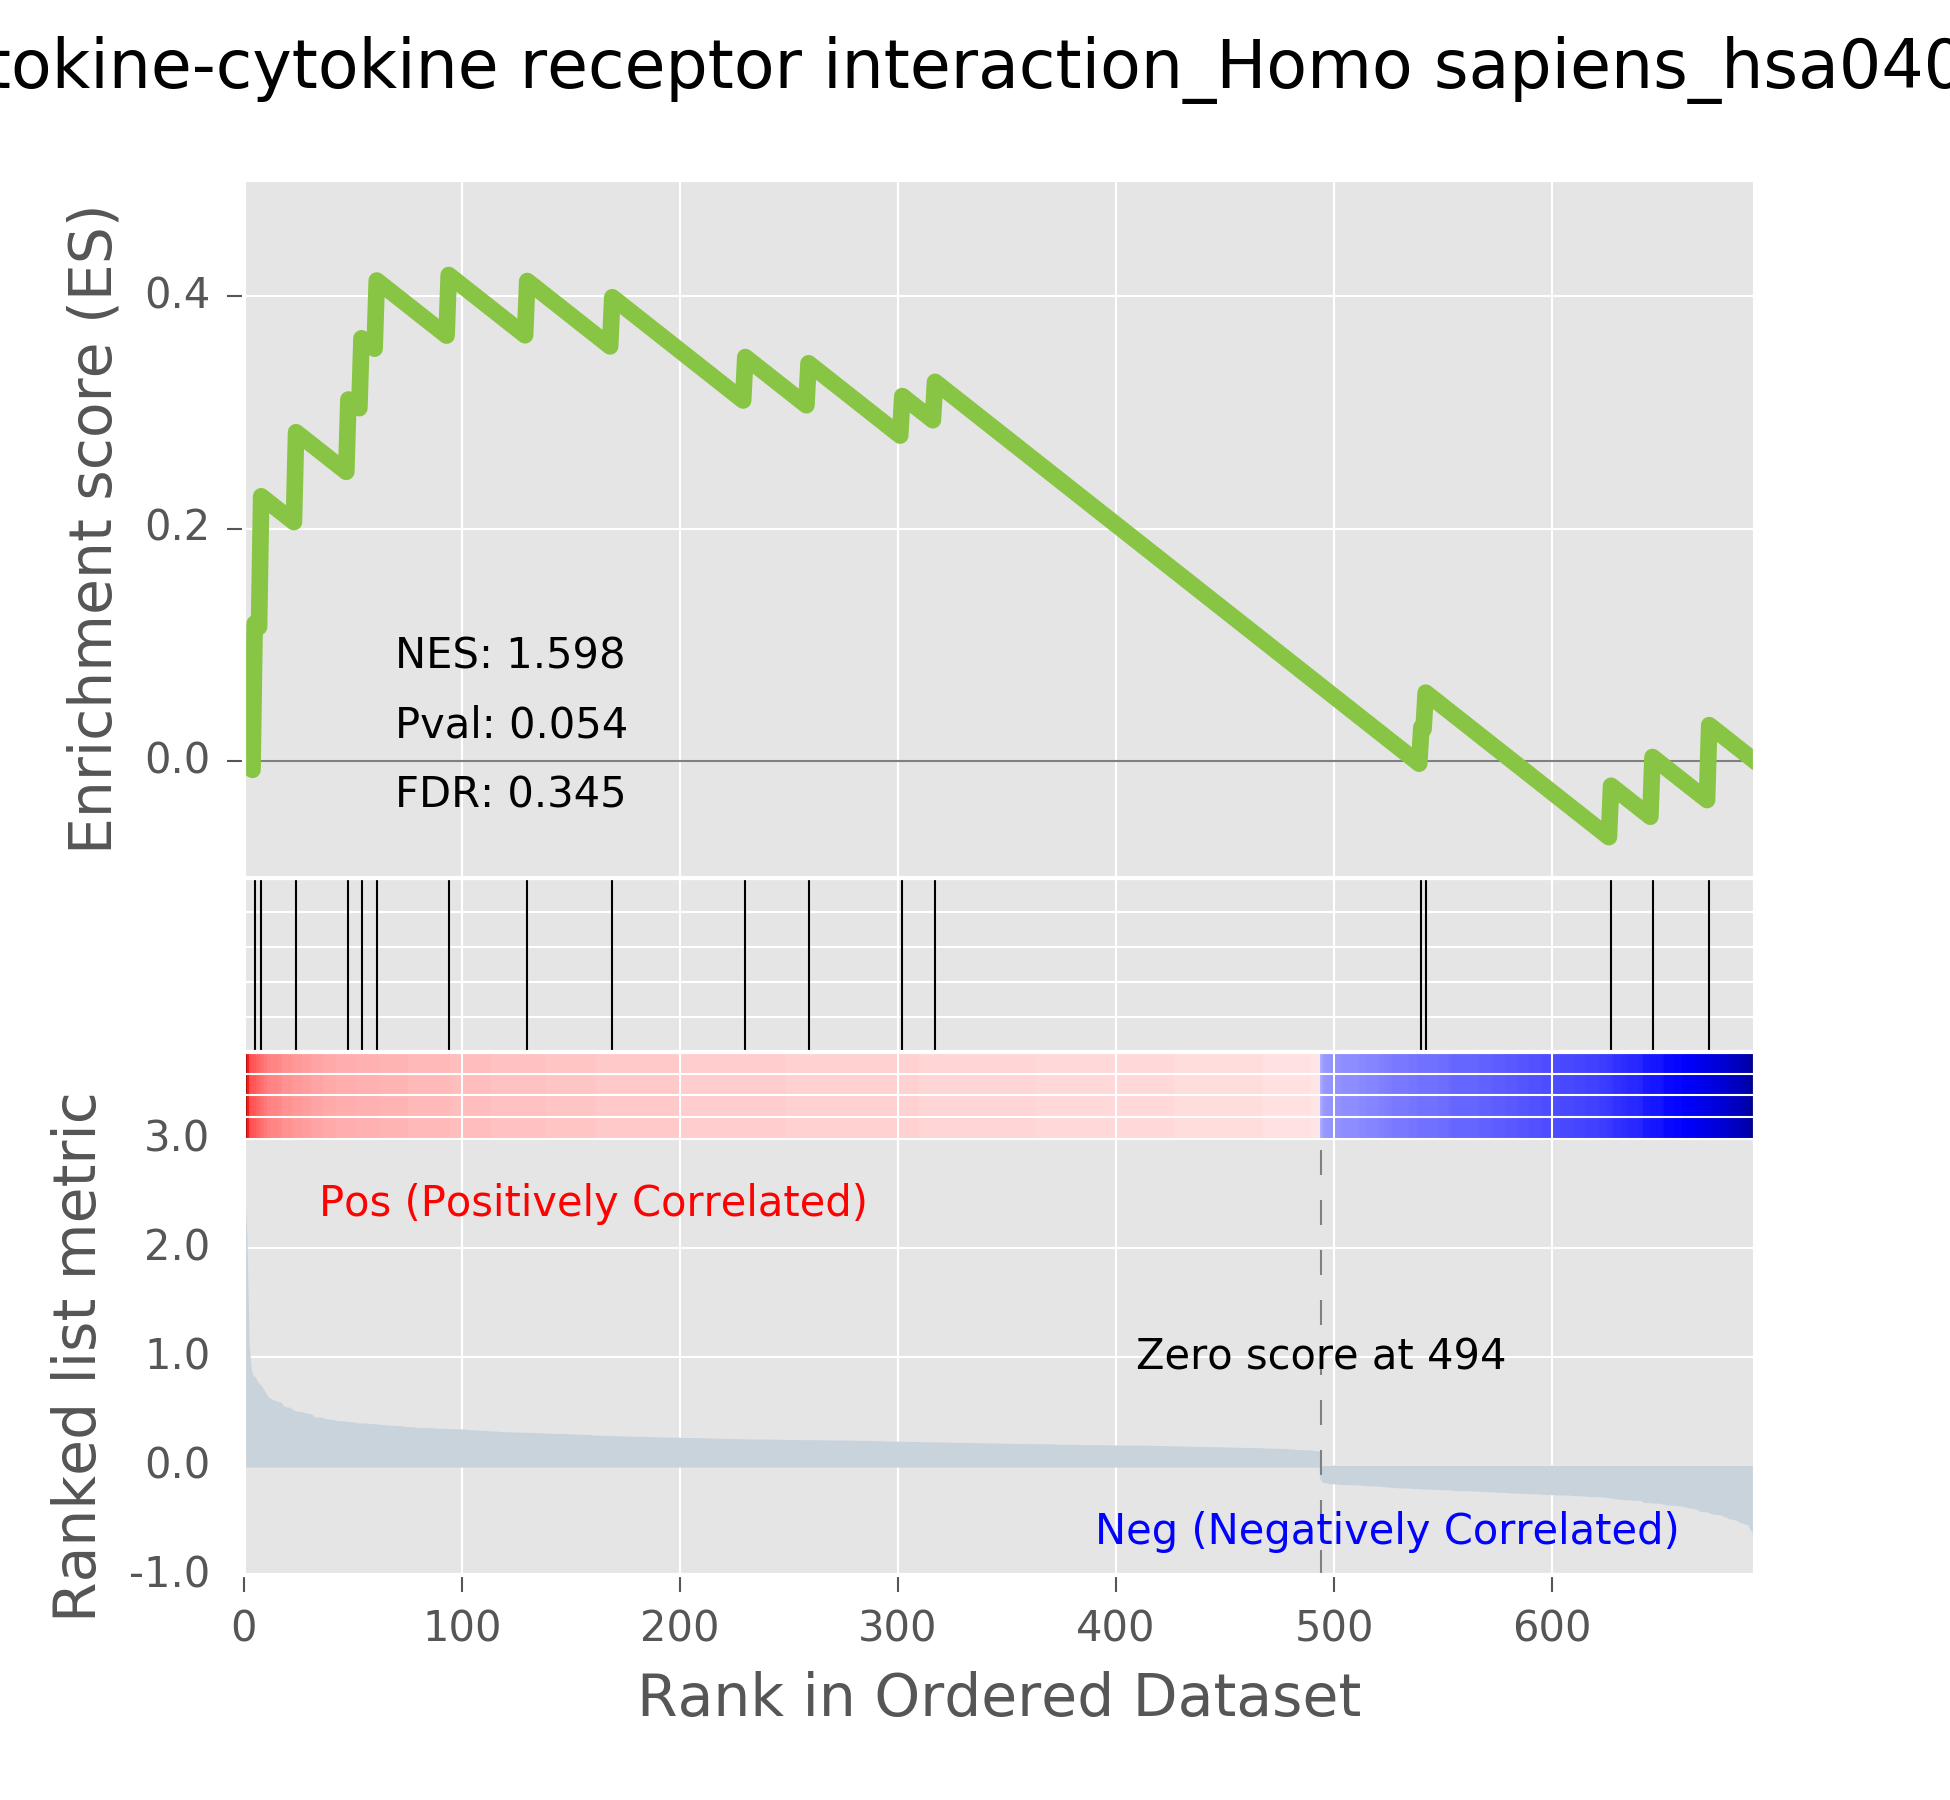 tokine-cytokine receptor interaction_Homo sapiens_hsa040
Enrichment score (ES)
0.4
0.2
0.0
NES: 1.598
Pval: 0.054
FDR: 0.345
Ranked list metric
3.0
2.0
1.0
0.0
-1.0
Pos (Positively Correlated)
Zero score at 494
Neg (Negatively Correlated)
0 100 200 300 400 500 600
Rank in Ordered Dataset